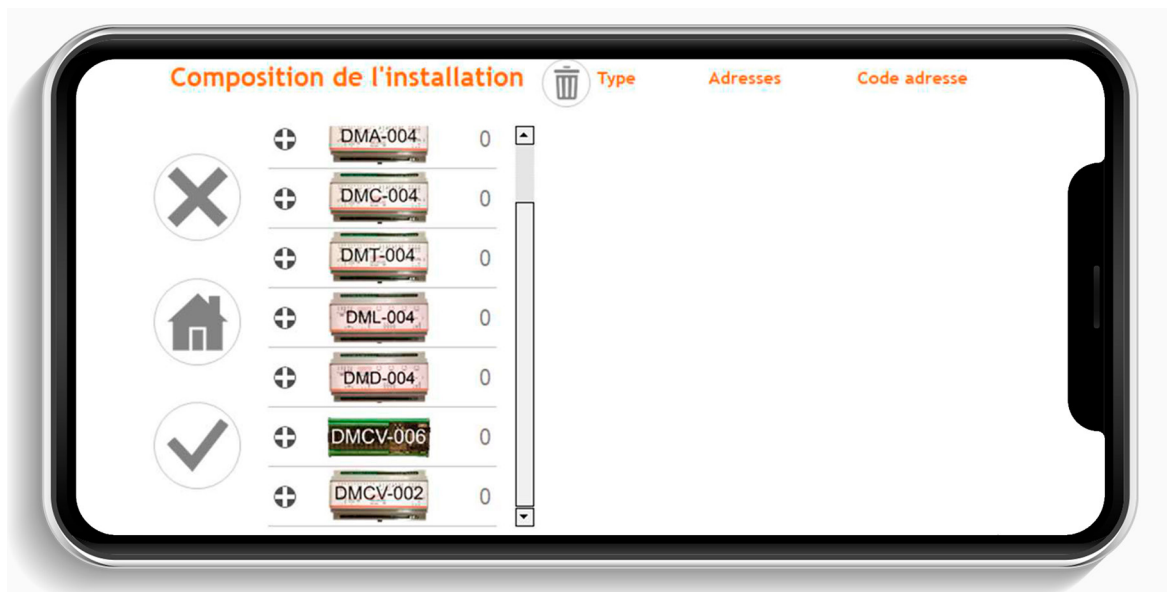 Composition de l'installation
Type Adresses Code adresse
DMA-004 0
DMC-004 0
DMT-004 0
DML-004 0
DMD-004 0
DMCV-006 0
DMCV-002 0